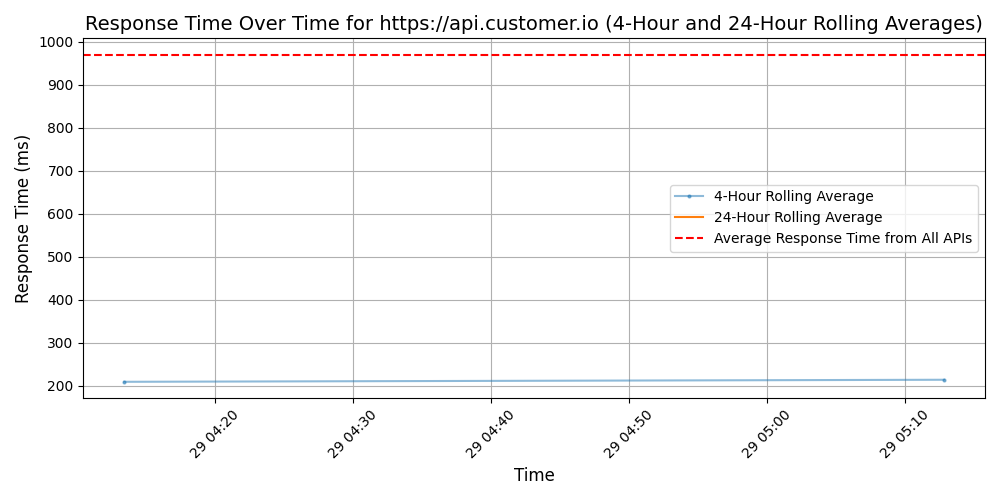 Response Time Over Time for https://api.customer.io (4-Hour and 24-Hour Rolling Averages)
Response Time (ms)
1000
900
800
700
600
500
400
300
200
4-Hour Rolling Average
24-Hour Rolling Average
Average Response Time from All APIs
29 04:20
29 04:30
29 04:40
29 04:50
29 05:00
29 05:10
Time